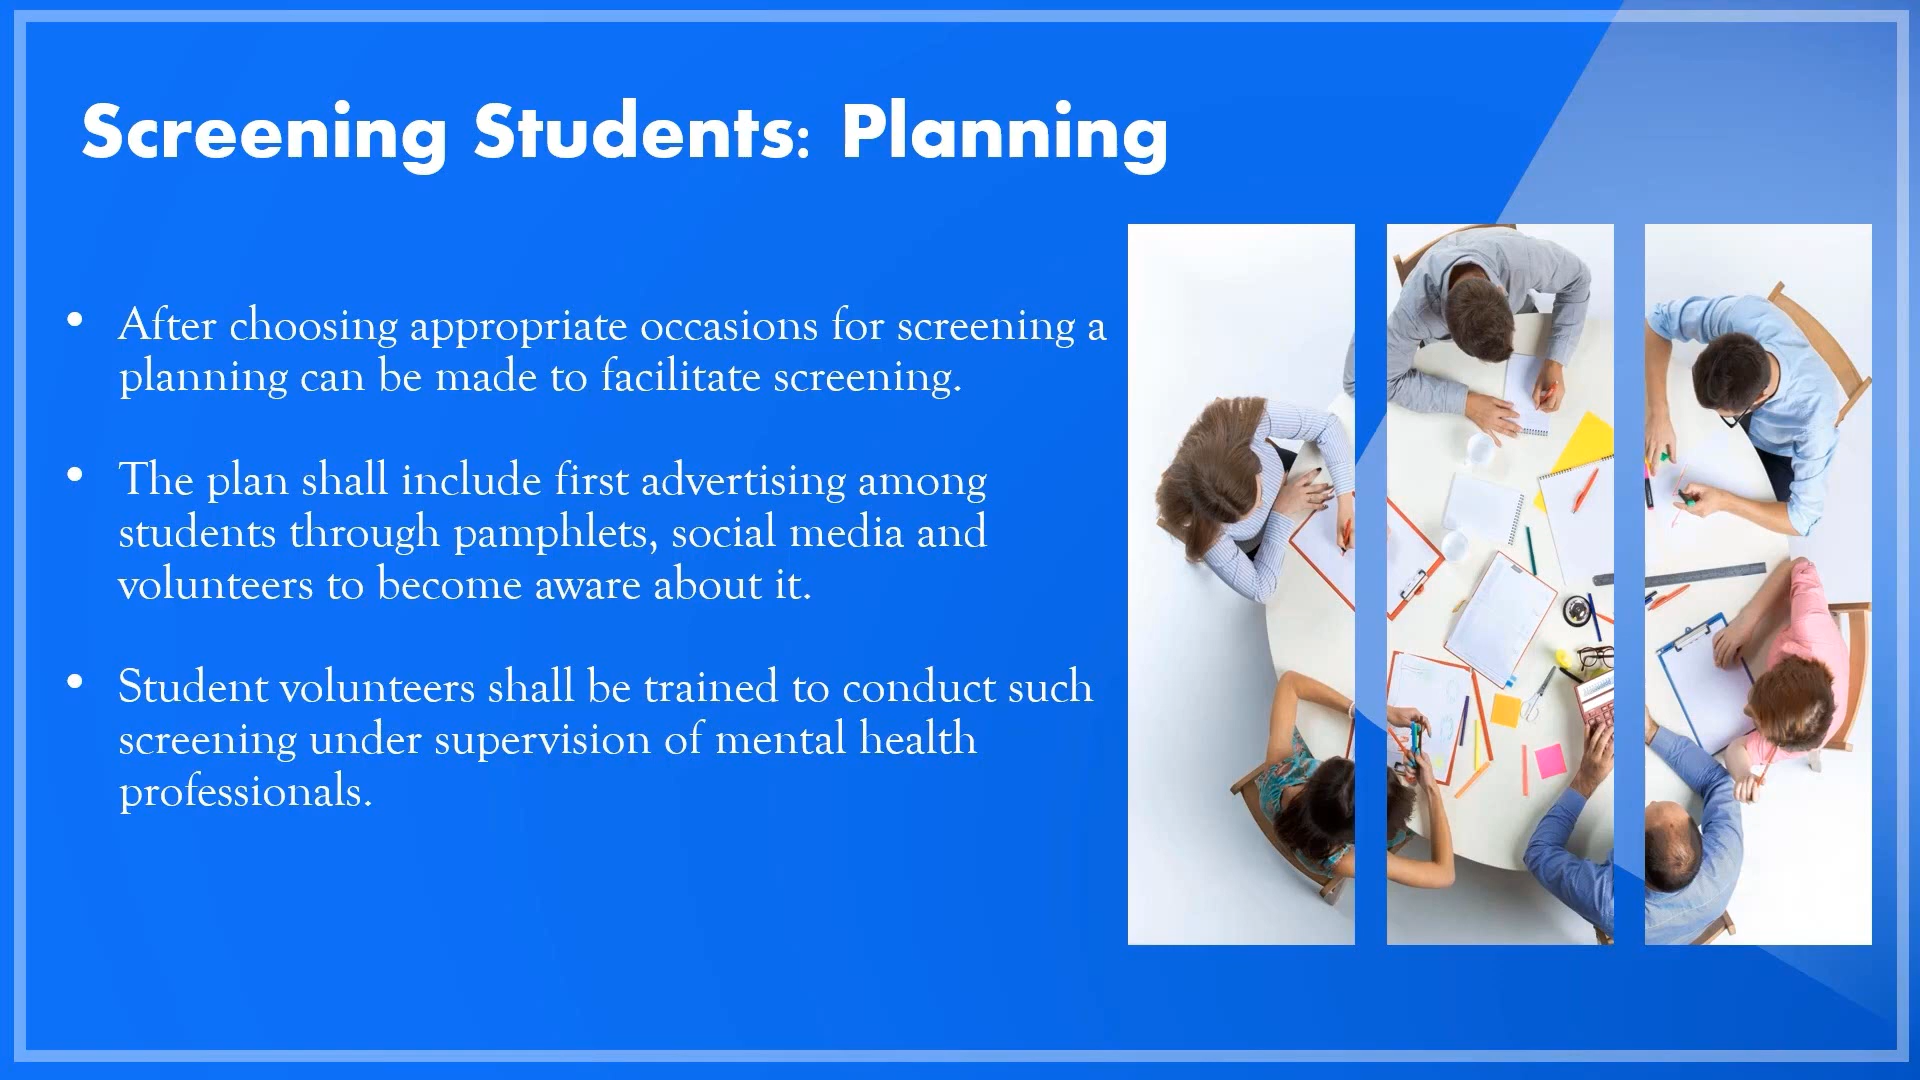 Screening Students: Planning
• After choosing appropriate occasions for screening a
planning can be made to facilitate screening.
• The plan shall include first advertising among
students through pamphlets, social media and
volunteers to become aware about it.
• Student volunteers shall be trained to conduct such
screening under supervision of mental health
professionals.